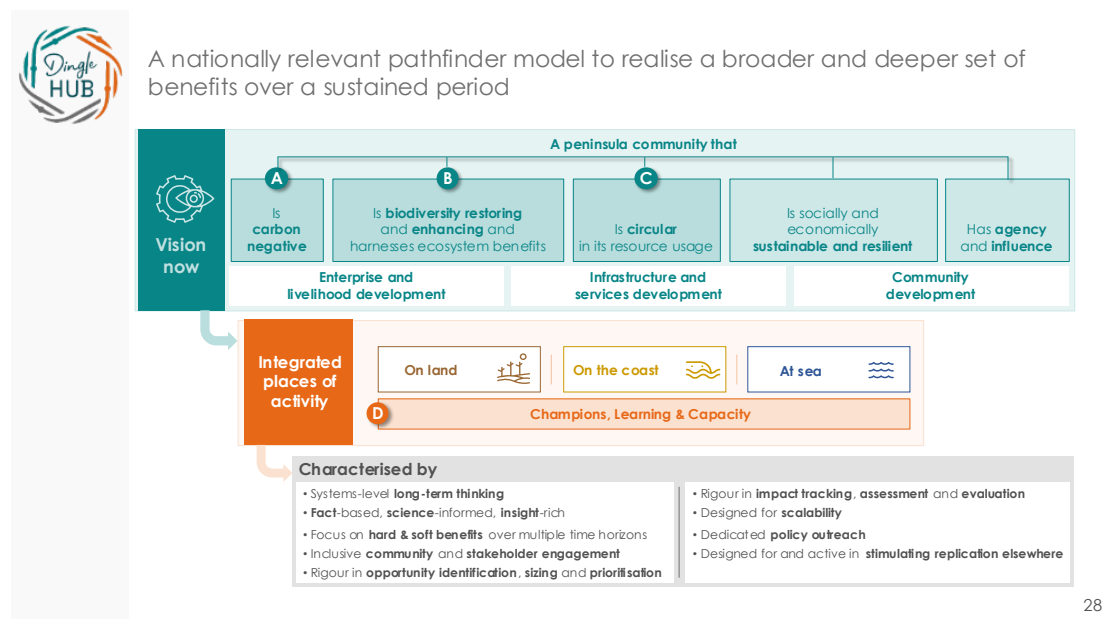 Dingle
HUB
A nationally relevant pathfinder model to realise a broader and deeper set of
benefits over a sustained period
Vision
now
A peninsula community that
A
Is
carbon
negative
B
Is biodiversity restoring
and enhancing and
harnesses ecosystem benefits
C
Is circular
in its resource usage
Is socially and
economically
sustainable and resilient
Has agency
and influence
Enterprise and
livelihood development
Infrastructure and
services development
Community
development
Integrated
places of
activity
On land
On the coast
At sea
D
Champions, Learning & Capacity
Characterised by
• Systems-level long-term thinking
• Fact-based, science-informed, insight-rich
• Focus on hard & soft benefits over multiple time horizons
• Inclusive community and stakeholder engagement
• Rigour in opportunity identification, sizing and prioritisation
• Rigour in impact tracking, assessment and evaluation
• Designed for scalability
• Dedicated policy outreach
• Designed for and active in stimulating replication elsewhere
28